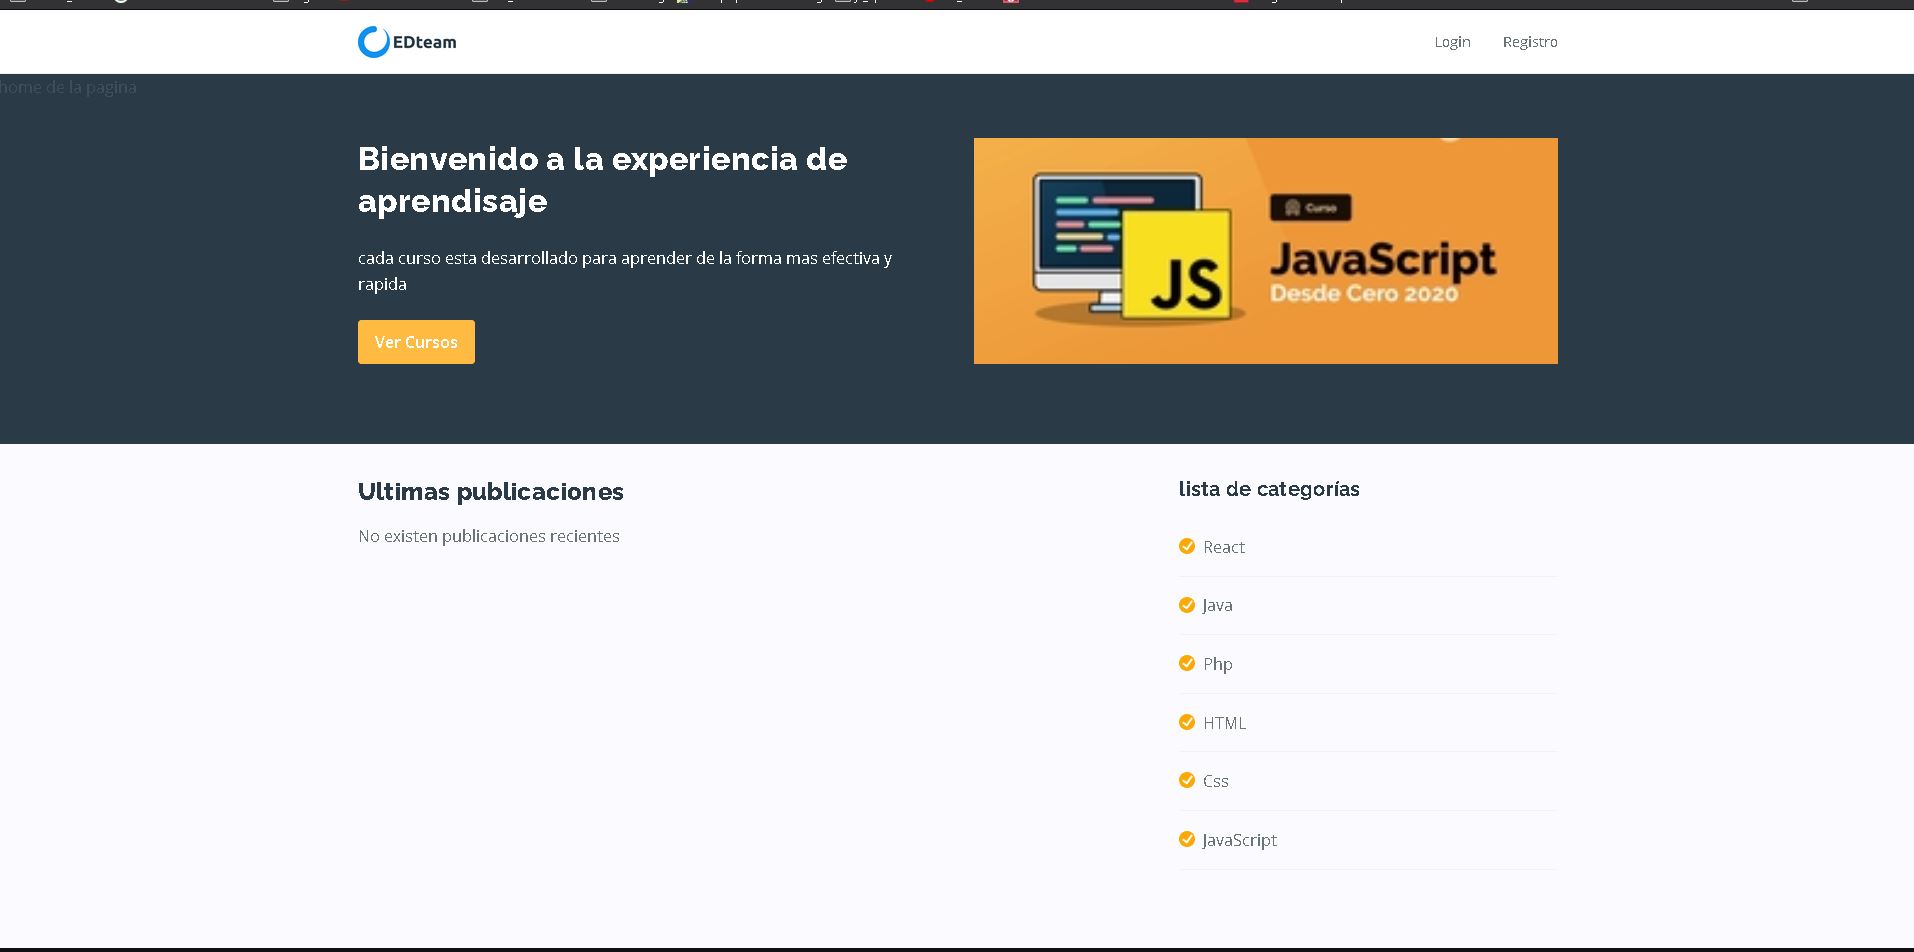 EDteam
Login
Registro
home de la pagina
Bienvenido a la experiencia de
aprendisaje
cada curso esta desarrollado para aprender de la forma mas efectiva y
rapida
Ver Cursos
JS
Curso
JavaScript
Desde Cero 2020
Ultimas publicaciones
No existen publicaciones recientes
lista de categorías
React
Java
Php
HTML
Css
JavaScript